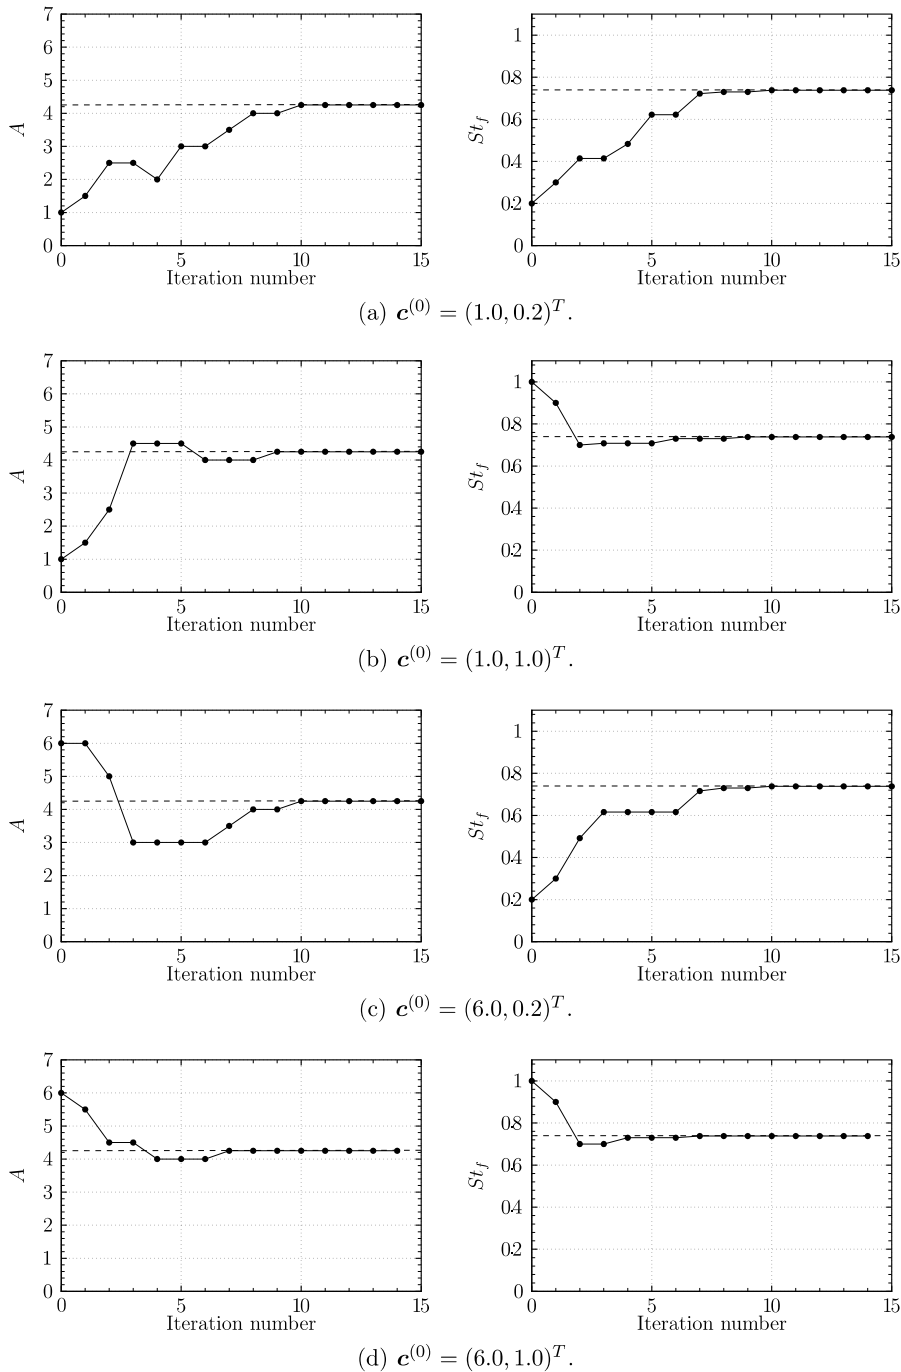 7
6
5
4
3
2
1
0
A
0 5 10 15
Iteration number
1
0.8
0.6
0.4
0.2
0
St_f
0 5 10 15
Iteration number
(a) c^(0) = (1.0, 0.2)^T.
7
6
5
4
3
2
1
0
A
0 5 10 15
Iteration number
1
0.8
0.6
0.4
0.2
0
St_f
0 5 10 15
Iteration number
(b) c^(0) = (1.0, 1.0)^T.
7
6
5
4
3
2
1
0
A
0 5 10 15
Iteration number
1
0.8
0.6
0.4
0.2
0
St_f
0 5 10 15
Iteration number
(c) c^(0) = (6.0, 0.2)^T.
7
6
5
4
3
2
1
0
A
0 5 10 15
Iteration number
1
0.8
0.6
0.4
0.2
0
St_f
0 5 10 15
Iteration number
(d) c^(0) = (6.0, 1.0)^T.